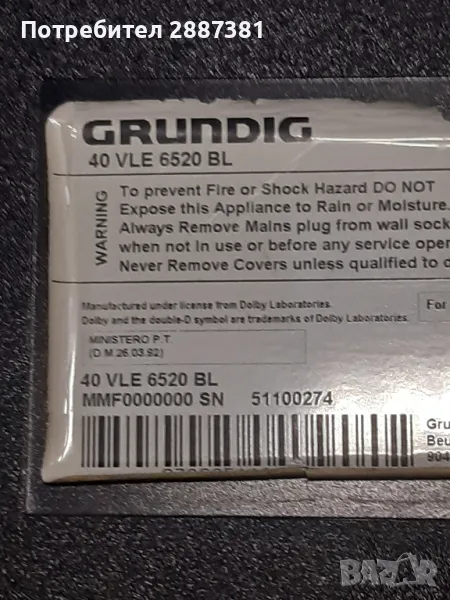 Потребител 2887381
GRUNDIG
40 VLE 6520 BL
WARNING
To prevent Fire or Shock Hazard DO NOT
Expose this Appliance to Rain or Moisture.
Always Remove Mains plug from wall sock
when not in use or before any service oper
Never Remove Covers unless qualified to
Manufactured under license from Dolby Laboratories.
Dolby and the double-D symbol are trademarks of Dolby Laboratories.
For
MINISTERO P.T.
(D M 26.03.92)
40 VLE 6520 BL
MMF0000000 SN 51100274
Gru
Beu
904
BAZAR